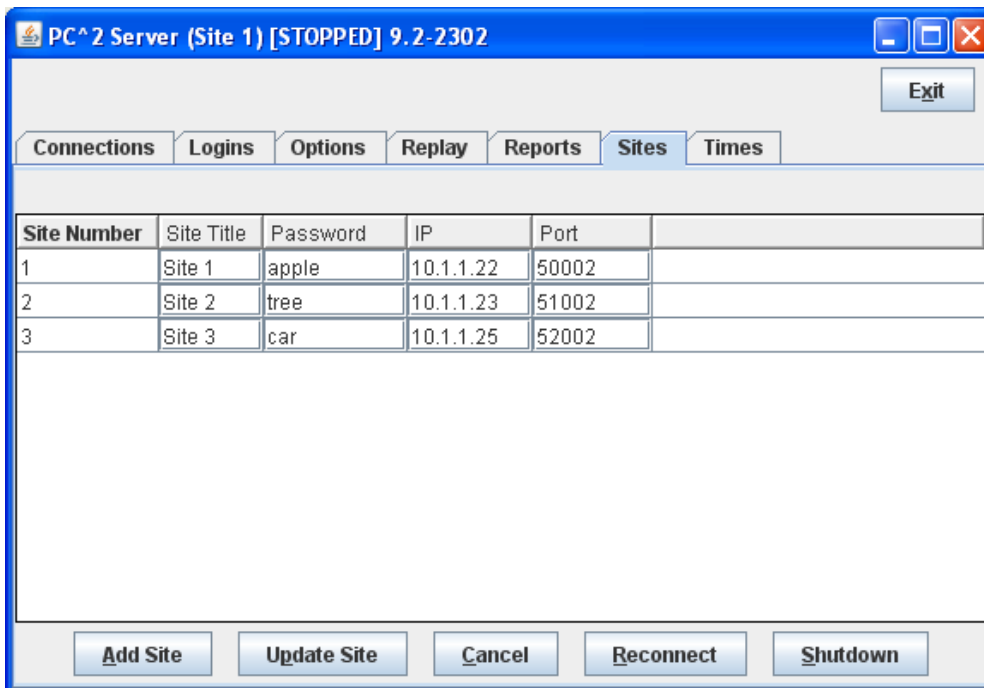 PC^2 Server (Site 1) [STOPPED] 9.2-2302
Exit
Connections Logins Options Replay Reports Sites Times
Site Number Site Title Password IP Port
1 Site 1 apple 10.1.1.22 50002
2 Site 2 tree 10.1.1.23 51002
3 Site 3 car 10.1.1.25 52002
Add Site Update Site Cancel Reconnect Shutdown